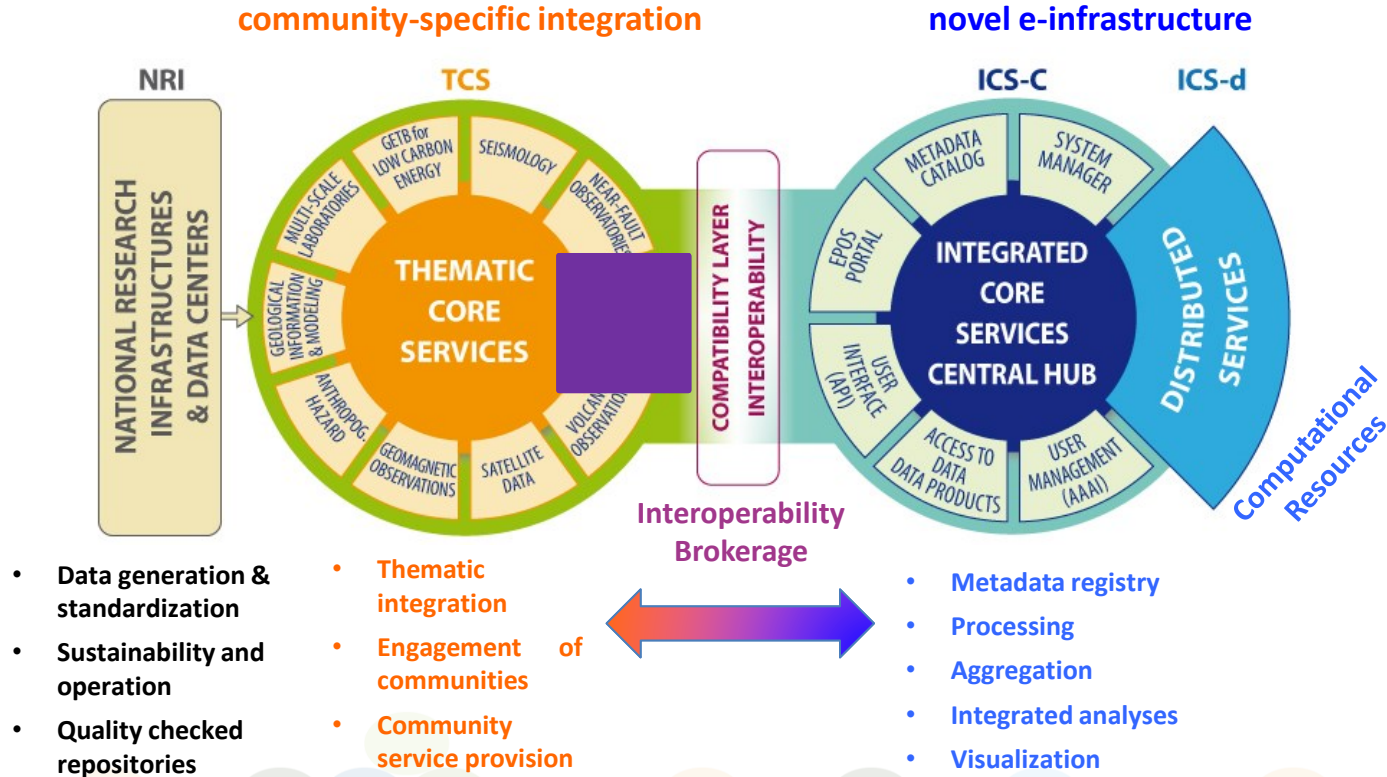 community-specific integration
novel e-infrastructure
NRI
TCS
ICS-C
ICS-d
NATIONAL RESEARCH
INFRASTRUCTURES
& DATA CENTERS
GETB for
LOW CARBON
ENERGY
SEISMOLOGY
NEAR-FAULT
OBSERVATORIES
MULTI-SCALE
LABORATORIES
GEOLOGICAL
INFORMATION
& MODELING
ANTHROPOG.
HAZARD
GEOMAGNETIC
OBSERVATIONS
SATELLITE
DATA
THEMATIC
CORE
SERVICES
COMPATIBILITY LAYER
INTEROPERABILITY
METADATA
CATALOG
SYSTEM
MANAGER
EPOS
PORTAL
USER
INTERFACE
(API)
ACCESS TO
DATA
DATA PRODUCTS
USER
MANAGEMENT
(AAAI)
INTEGRATED
CORE
SERVICES
CENTRAL HUB
DISTRIBUTED
SERVICES
Computational
Resources
Interoperability
Brokerage
• Data generation &
standardization
• Sustainability and
operation
• Quality checked
repositories
• Thematic
integration
• Engagement of
communities
• Community
service provision
• Metadata registry
• Processing
• Aggregation
• Integrated analyses
• Visualization